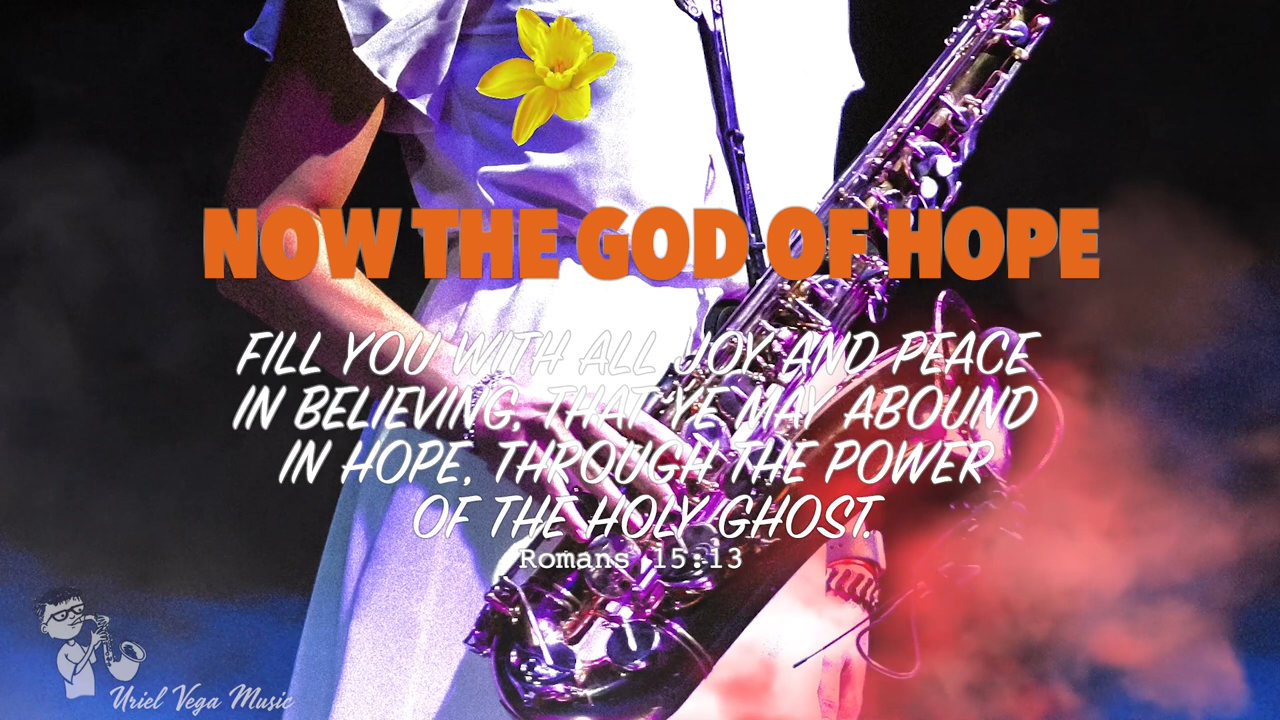 NOW THE GOD OF HOPE
FILL YOU WITH ALL JOY AND PEACE
IN BELIEVING, THAT YE MAY ABOUND
IN HOPE, THROUGH THE POWER
OF THE HOLY GHOST.
Romans 15:13
Uriel Vega Music